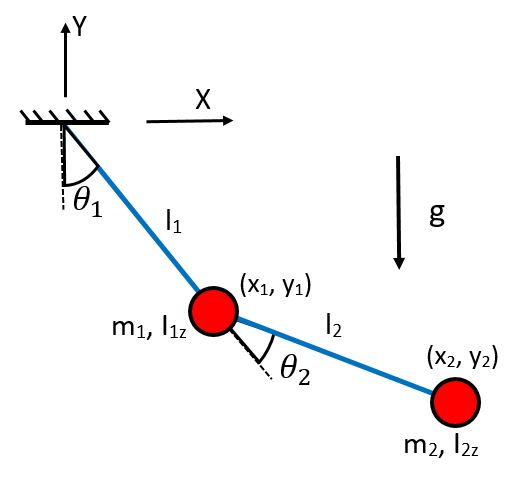 Y
X
θ₁
l₁
g
(x₁, y₁)
m₁, I₁z
l₂
θ₂
(x₂, y₂)
m₂, I₂z